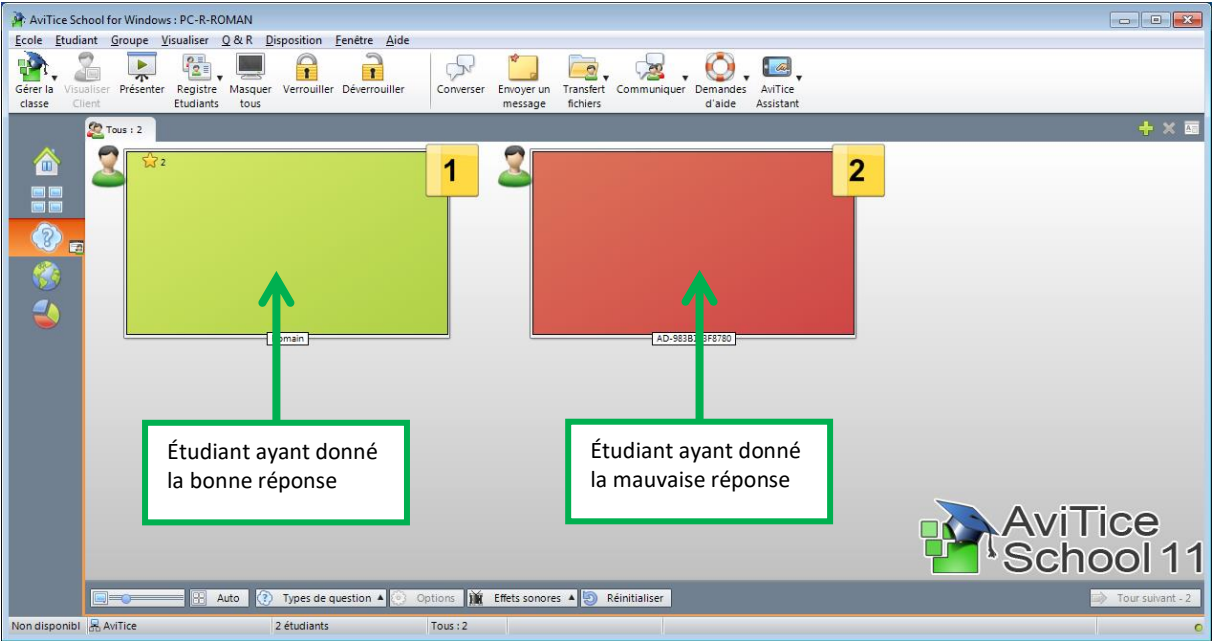 AviTice School for Windows : PC-R-ROMAN
Ecole Etudiant Groupe Visualiser Q & R Disposition Fenêtre Aide
Gérer la classe
Visualiser Client
Présenter
Registre Etudiants
Masquer tous
Verrouiller
Déverrouiller
Converser
Envoyer un message
Transfert fichiers
Communiquer
Demandes d'aide
AviTice Assistant
Tous : 2
2
1
2
Étudiant ayant donné
la bonne réponse
Étudiant ayant donné
la mauvaise réponse
AviTice
School 11
Auto Types de question Options Effets sonores Réinitialiser Tour suivant - 2
Non disponibl AviTice 2 étudiants Tous : 2